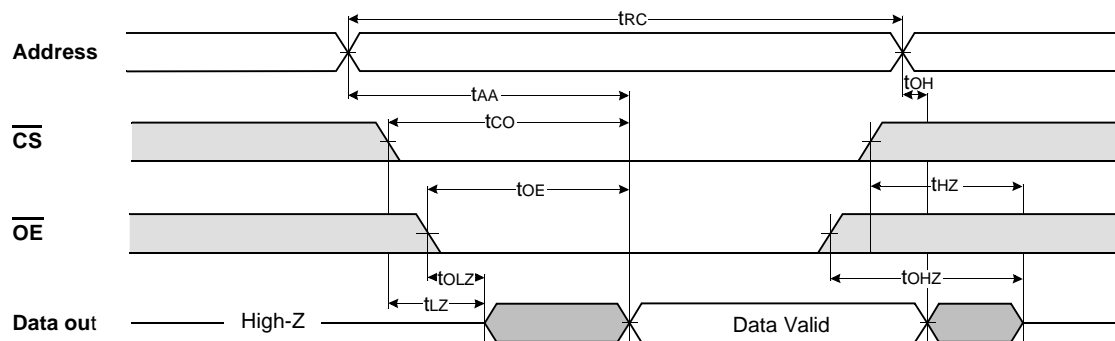 tRC
Address
tAA
tOH
tCO
CS
tOE
tHZ
OE
tOLZ
tOHZ
tLZ
Data out
High-Z
Data Valid